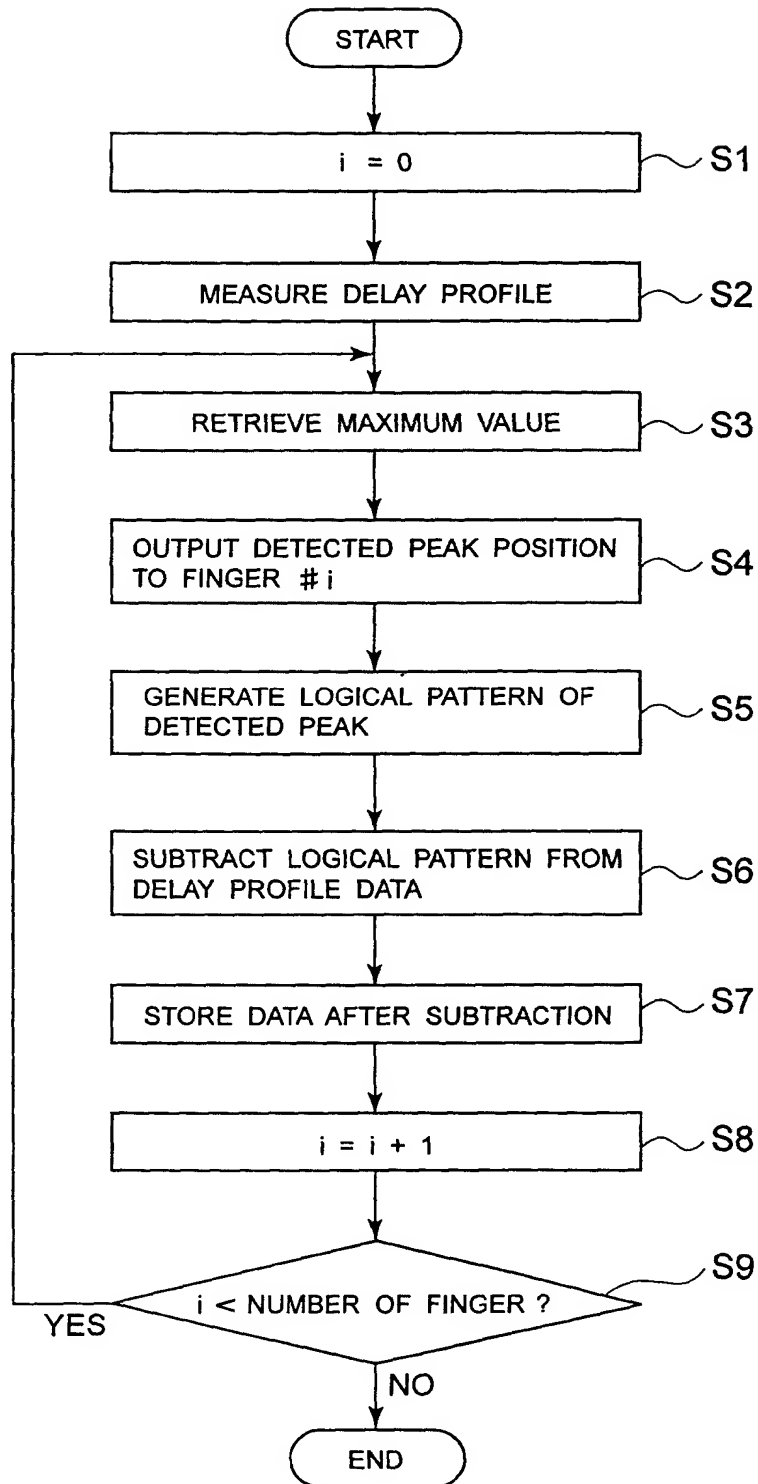 START
i = 0
S1
MEASURE DELAY PROFILE
S2
RETRIEVE MAXIMUM VALUE
S3
OUTPUT DETECTED PEAK POSITION
TO FINGER #i
S4
GENERATE LOGICAL PATTERN OF
DETECTED PEAK
S5
SUBTRACT LOGICAL PATTERN FROM
DELAY PROFILE DATA
S6
STORE DATA AFTER SUBTRACTION
S7
i = i + 1
S8
i < NUMBER OF FINGER ?
S9
YES
NO
END